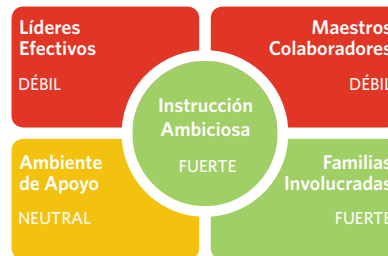 Líderes
Efectivos
DÉBIL
Maestros
Colaboradores
DÉBIL
Instrucción
Ambiciosa
FUERTE
Ambiente
de Apoyo
NEUTRAL
Familias
Involucradas
FUERTE